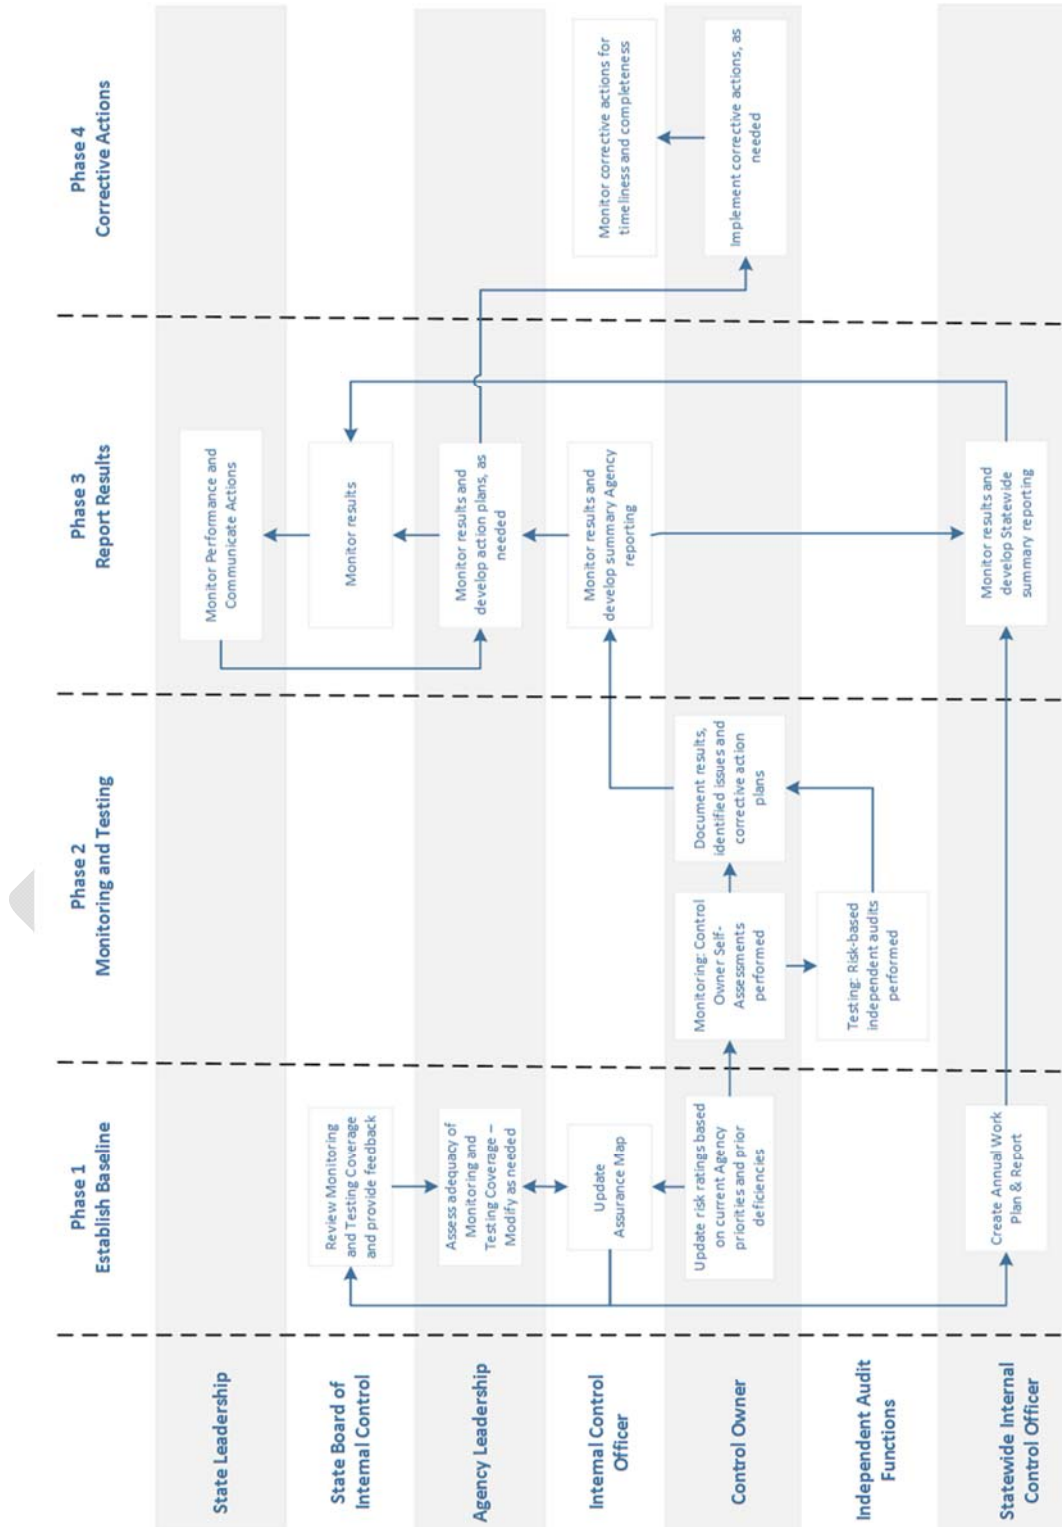 Phase 1
Establish Baseline
Phase 2
Monitoring and Testing
Phase 3
Report Results
Phase 4
Corrective Actions
State Leadership
Monitor Performance and
Communicate Actions
State Board of
Internal Control
Review Monitoring
and Testing Coverage
and provide feedback
Monitor results
Agency Leadership
Assess adequacy of
Monitoring and
Testing Coverage –
Modify as needed
Monitor results and
develop action plans, as
needed
Internal Control
Officer
Update
Assurance Map
Monitor results and
develop summary Agency
reporting
Monitor corrective actions for
timeliness and completeness
Control Owner
Update risk ratings based
on current Agency
priorities and prior
deficiencies
Monitoring: Control
Owner Self-
Assessments
performed
Document results,
identified issues and
corrective action
plans
Implement corrective actions, as
needed
Independent Audit
Functions
Testing: Risk-based
independent audits
performed
Statewide Internal
Control Officer
Create Annual Work
Plan & Report
Monitor results and
develop Statewide
summary reporting